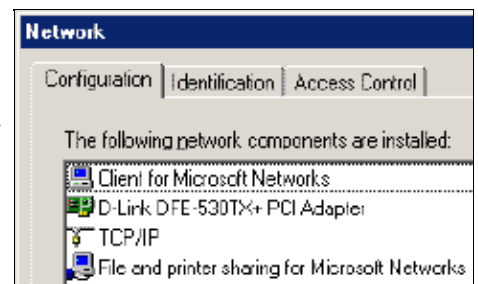 Network
Configuration Identification Access Control
The following network components are installed:
Client for Microsoft Networks
D-Link DFE-530TX+ PCI Adapter
TCP/IP
File and printer sharing for Microsoft Networks